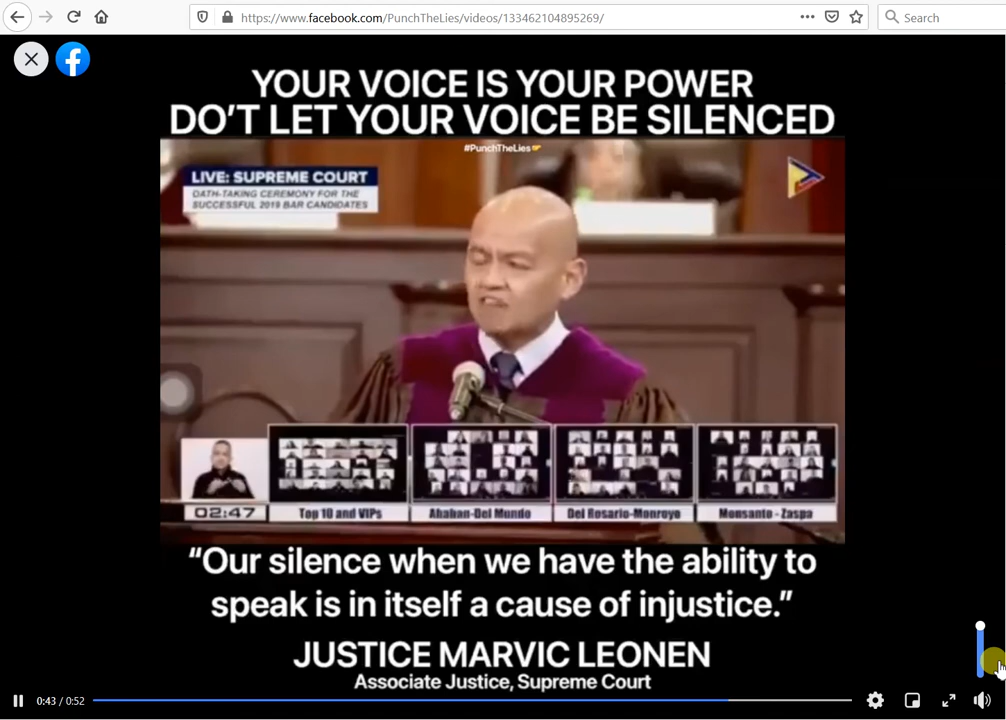 https://www.facebook.com/PunchTheLies/videos/133462104895269/
Search
YOUR VOICE IS YOUR POWER
DO'T LET YOUR VOICE BE SILENCED
#PunchTheLies
LIVE: SUPREME COURT
OATH-TAKING CEREMONY FOR THE
SUCCESSFUL 2019 BAR CANDIDATES
02:47
Top 10 and VIPs
Ababan-Del Mundo
Del Rosario-Monroyo
Monsanto - Zaspa
“Our silence when we have the ability to
speak is in itself a cause of injustice.”
JUSTICE MARVIC LEONEN
Associate Justice, Supreme Court
0:43 / 0:52